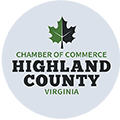 CHAMBER OF COMMERCE
HIGHLAND
COUNTY
VIRGINIA